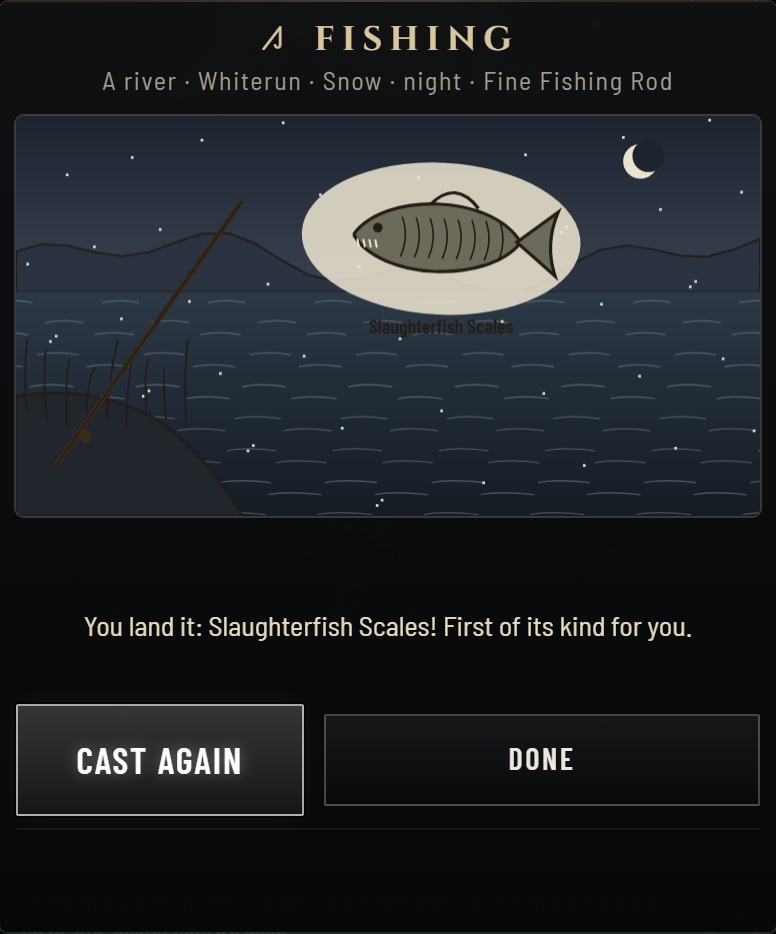 FISHING
A river · Whiterun · Snow · night · Fine Fishing Rod
Slaughterfish Scales
You land it: Slaughterfish Scales! First of its kind for you.
CAST AGAIN
DONE